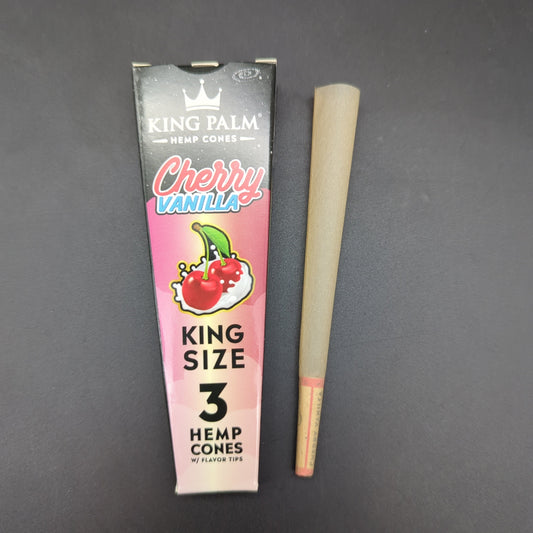 KING PALM®
HEMP CONES
Cherry
VANILLA
KING
SIZE
3
HEMP
CONES
W/ FLAVOR TIPS